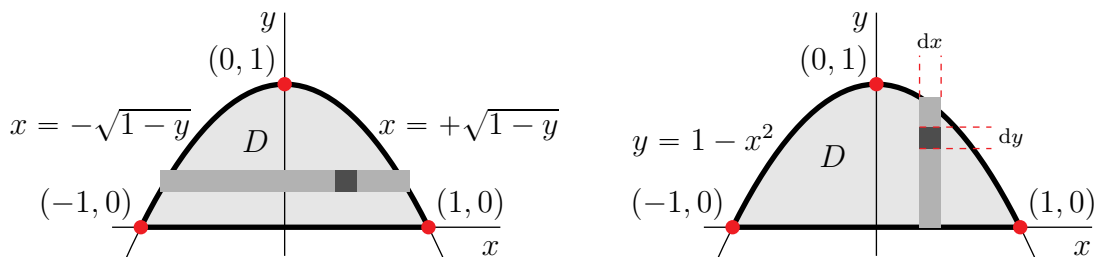 y
(0, 1)
x = −√1 − y
x = +√1 − y
D
(−1, 0)
(1, 0)
x
y
dx
(0, 1)
y = 1 − x²
dy
D
(−1, 0)
(1, 0)
x